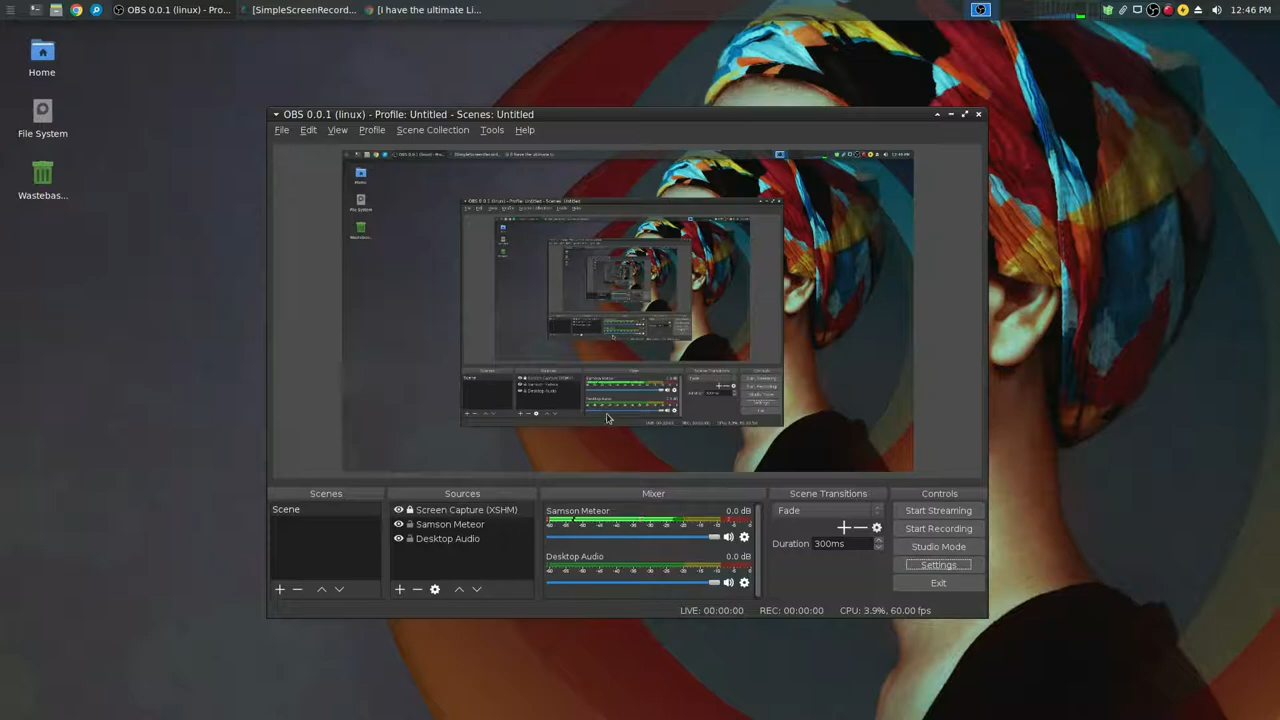 OBS 0.0.1 (linux) - Pro...
[SimpleScreenRecord...
[I have the ultimate Li...
12:46 PM
Home
File System
Wastebas...
OBS 0.0.1 (linux) - Profile: Untitled - Scenes: Untitled
File Edit View Profile Scene Collection Tools Help
Scenes
Scene
Sources
Screen Capture (XSHM)
Samson Meteor
Desktop Audio
Mixer
Samson Meteor 0.0 dB
Desktop Audio 0.0 dB
Scene Transitions
Fade
Duration 300ms
Controls
Start Streaming
Start Recording
Studio Mode
Settings
Exit
LIVE: 00:00:00 REC: 00:00:00 CPU: 3.9%, 60.00 fps